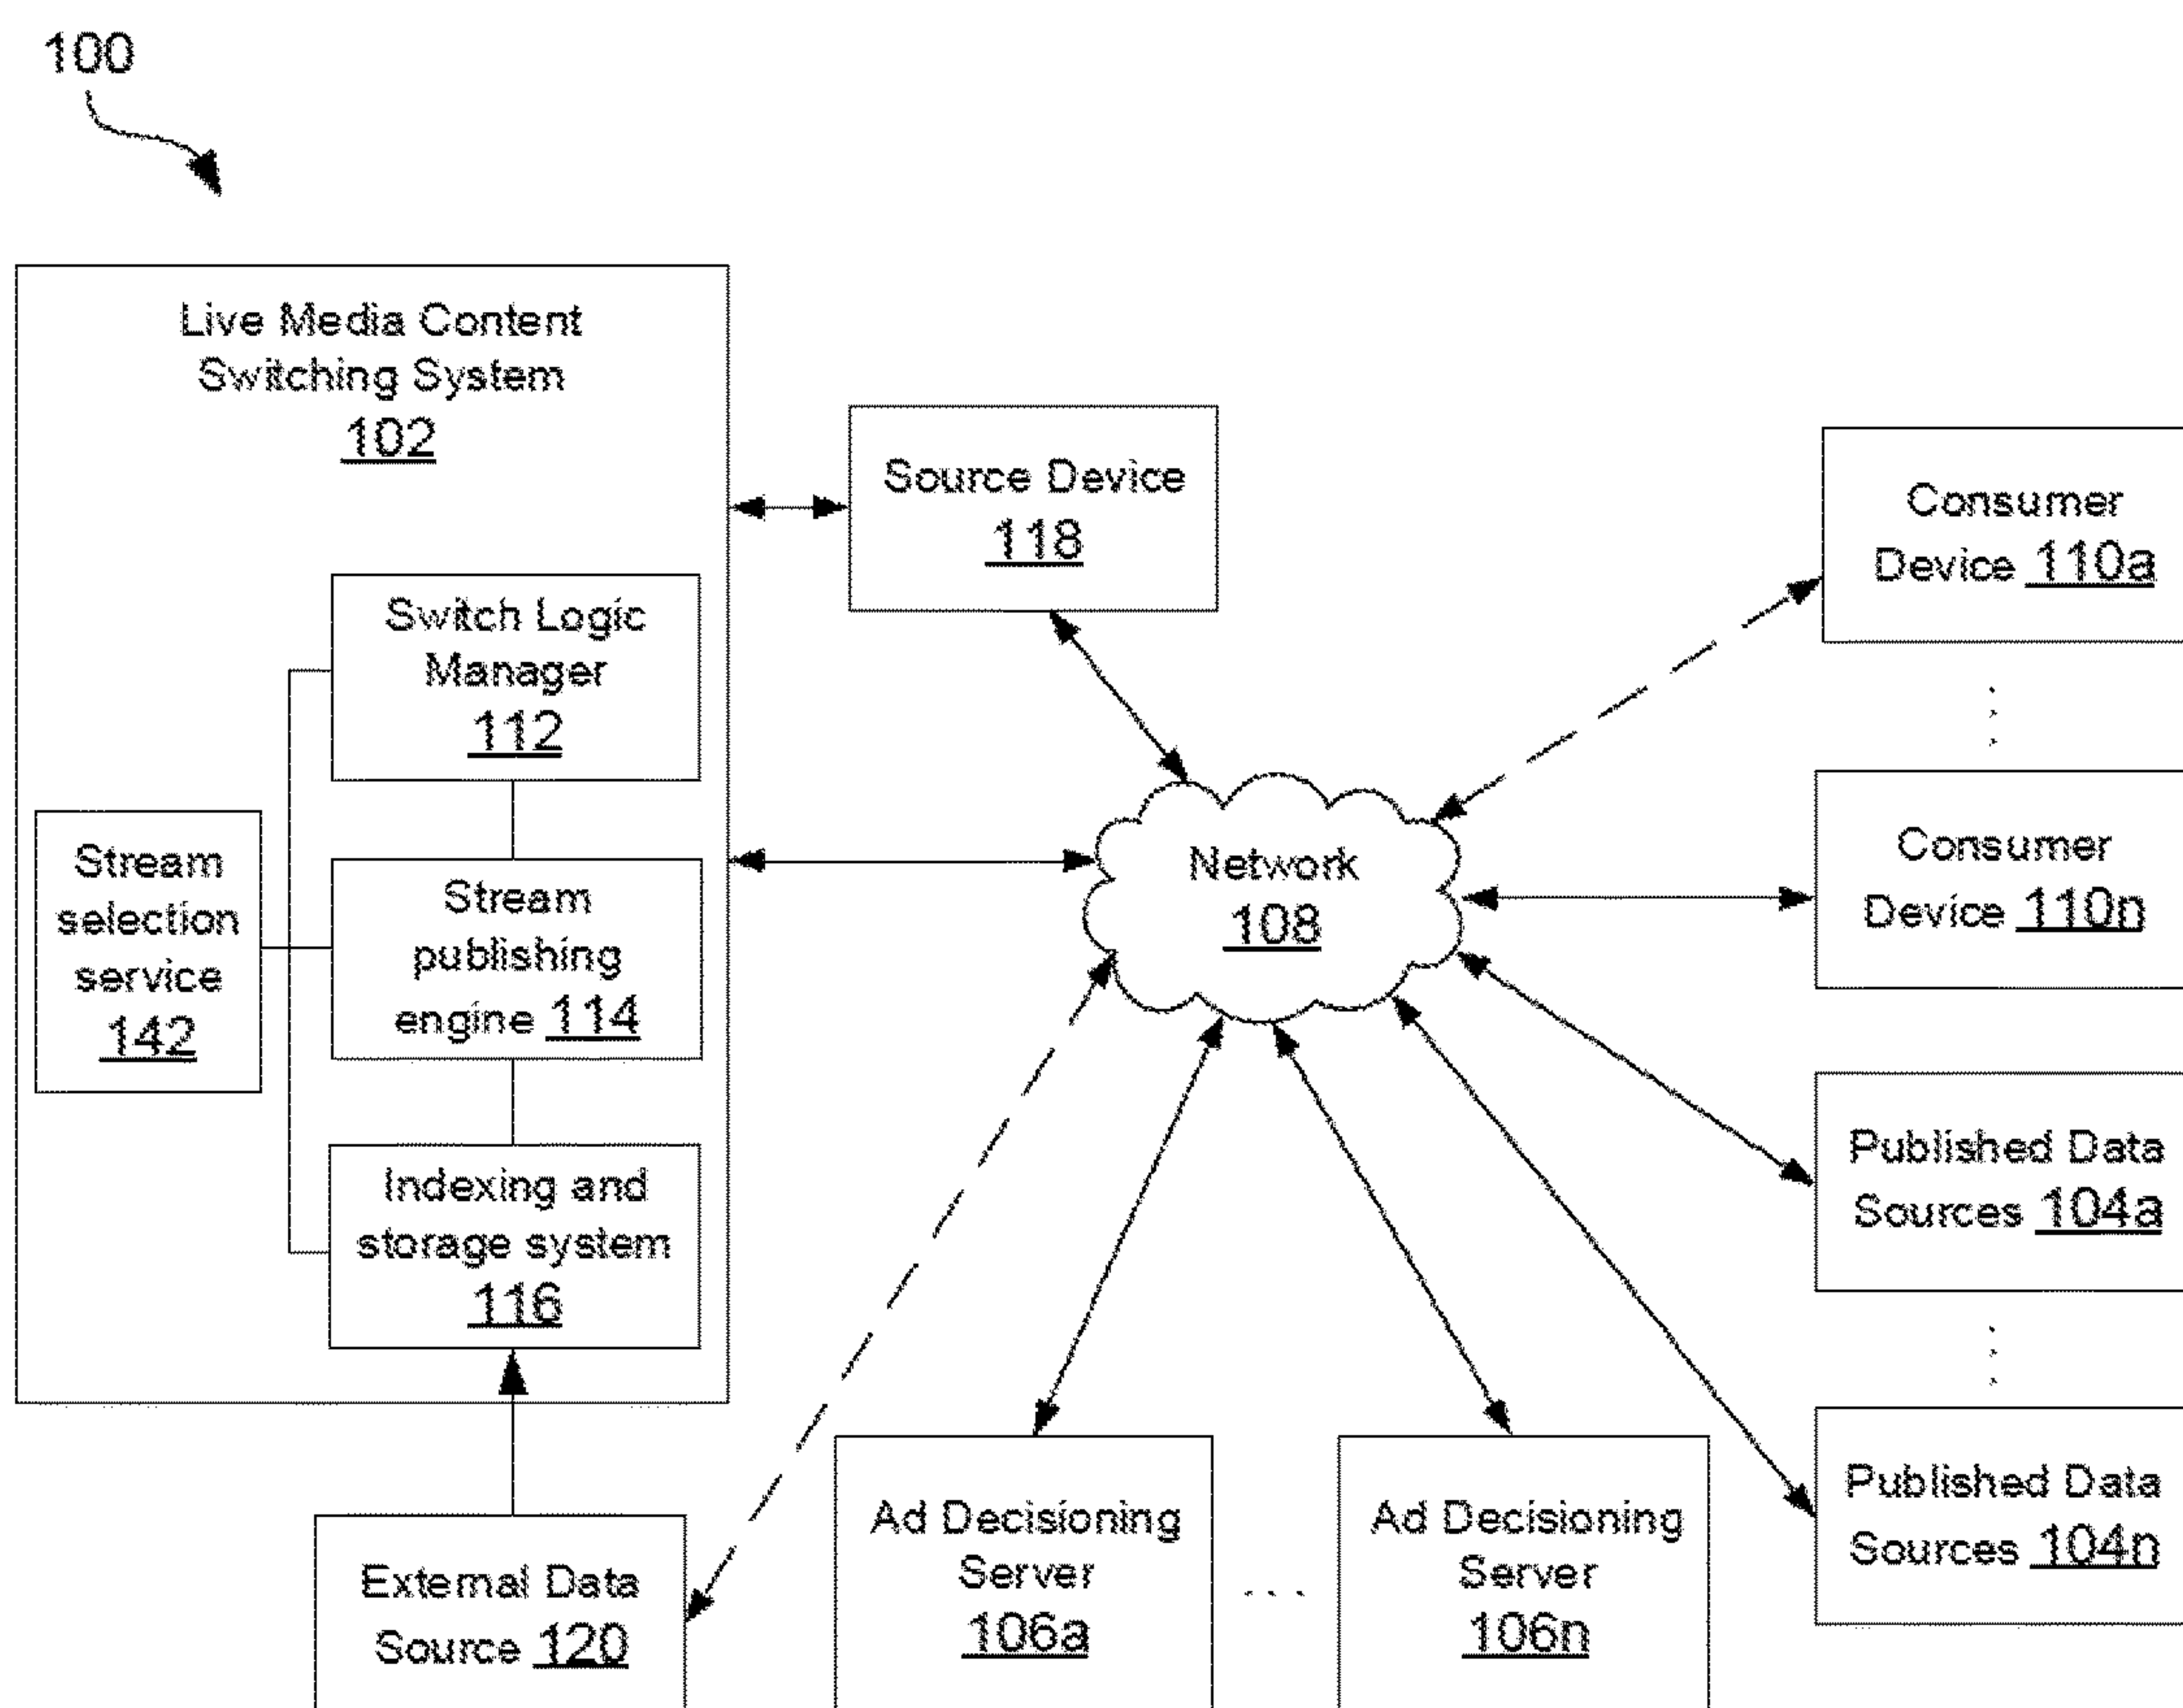 100
Live Media Content
Switching System
102
Switch Logic
Manager
112
Stream
selection
service
142
Stream
publishing
engine 114
Indexing and
storage system
116
External Data
Source 120
Source Device
118
Network
108
Ad Decisioning
Server
106a
. . .
Ad Decisioning
Server
106n
Consumer
Device 110a
Consumer
Device 110n
Published Data
Sources 104a
Published Data
Sources 104n